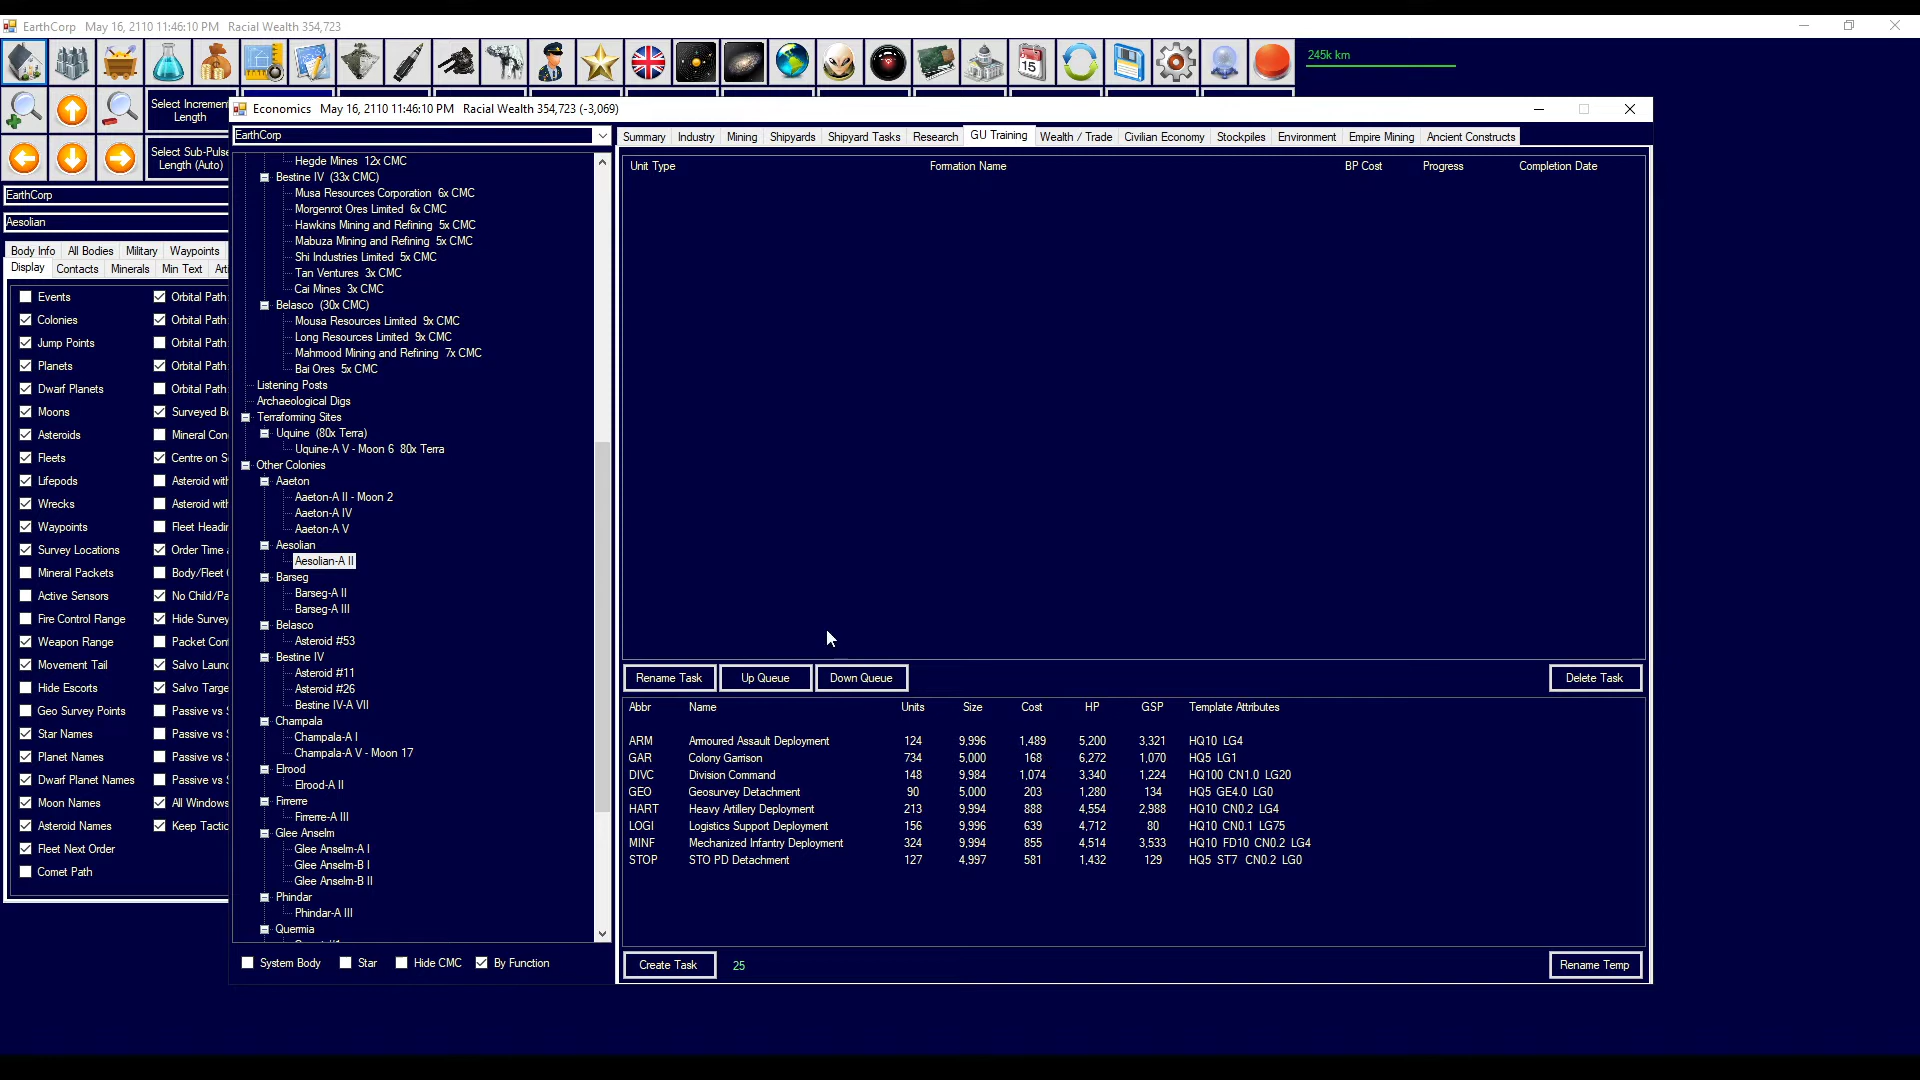 EarthCorp May 16, 2110 11:46:10 PM Racial Wealth 354,723
15
245k km
Select Increment
Length
Select Sub-Pulse
Length (Auto)
EarthCorp
Aesolian
Body Info All Bodies Military Waypoints
Display Contacts Minerals Min Text
Events
Colonies
Jump Points
Planets
Dwarf Planets
Moons
Asteroids
Fleets
Lifepods
Wrecks
Waypoints
Survey Locations
Mineral Packets
Active Sensors
Fire Control Range
Weapon Range
Movement Tail
Hide Escorts
Geo Survey Points
Star Names
Planet Names
Dwarf Planet Names
Moon Names
Asteroid Names
Fleet Next Order
Comet Path
Orbital Path
Orbital Path
Orbital Path
Orbital Path
Orbital Path
Surveyed
Mineral
Centre on
Asteroid
Asteroid
Fleet
Order Time
Body/Fleet
No Child/
Hide Survey
Packet
Salvo
Salvo
Passive vs
Passive vs
Passive vs
Passive vs
All Windows
Keep
Economics May 16, 2110 11:46:10 PM Racial Wealth 354,723 (-3,069)
EarthCorp
Hegde Mines 12x CMC
Bestine IV (33x CMC)
Musa Resources Corporation 6x CMC
Morgenrot Ores Limited 6x CMC
Hawkins Mining and Refining 5x CMC
Mabuza Mining and Refining 5x CMC
Shi Industries Limited 5x CMC
Tan Ventures 3x CMC
Cai Mines 3x CMC
Belasco (30x CMC)
Mousa Resources Limited 9x CMC
Long Resources Limited 9x CMC
Mahmood Mining and Refining 7x CMC
Bai Ores 5x CMC
Listening Posts
Archaeological Digs
Terraforming Sites
Uquine (80x Terra)
Uquine-A V - Moon 6 80x Terra
Other Colonies
Aaeton
Aaeton-A II - Moon 2
Aaeton-A IV
Aaeton-A V
Aesolian
Aesolian-A II
Barseg
Barseg-A II
Barseg-A III
Belasco
Asteroid #53
Bestine IV
Asteroid #11
Asteroid #26
Bestine IV-A VII
Champala
Champala-A I
Champala-A V - Moon 17
Elrood
Elrood-A II
Firrerre
Firrerre-A III
Glee Anselm
Glee Anselm-A I
Glee Anselm-B I
Glee Anselm-B II
Phindar
Phindar-A III
Quermia
System Body Star Hide CMC By Function
Summary Industry Mining Shipyards Shipyard Tasks Research GU Training Wealth / Trade Civilian Economy Stockpiles Environment Empire Mining Ancient Constructs
Unit Type Formation Name BP Cost Progress Completion Date
Rename Task Up Queue Down Queue Delete Task
Abbr Name Units Size Cost HP GSP Template Attributes
ARM Armoured Assault Deployment 124 9,996 1,489 5,200 3,321 HQ10 LG4
GAR Colony Garrison 734 5,000 168 6,272 1,070 HQ5 LG1
DIVC Division Command 148 9,984 1,074 3,340 1,224 HQ100 CN1.0 LG20
GEO Geosurvey Detachment 90 5,000 203 1,280 134 HQ5 GE4.0 LG0
HART Heavy Artillery Deployment 213 9,994 888 4,554 2,988 HQ10 CN0.2 LG4
LOGI Logistics Support Deployment 156 9,996 639 4,712 80 HQ10 CN0.1 LG75
MINF Mechanized Infantry Deployment 324 9,994 855 4,514 3,533 HQ10 FD10 CN0.2 LG4
STOP STO PD Detachment 127 4,997 581 1,432 129 HQ5 ST7 CN0.2 LG0
Create Task 25 Rename Temp